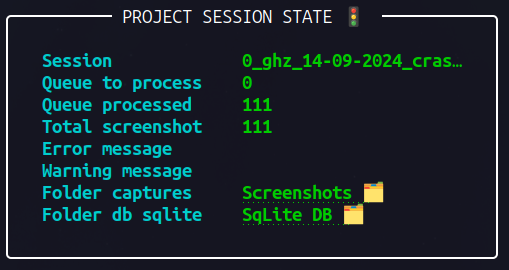 PROJECT SESSION STATE 🚦
Session 0_ghz_14-09-2024_cras…
Queue to process 0
Queue processed 111
Total screenshot 111
Error message
Warning message
Folder captures Screenshots 🗂️
Folder db sqlite SqLite DB 🗂️